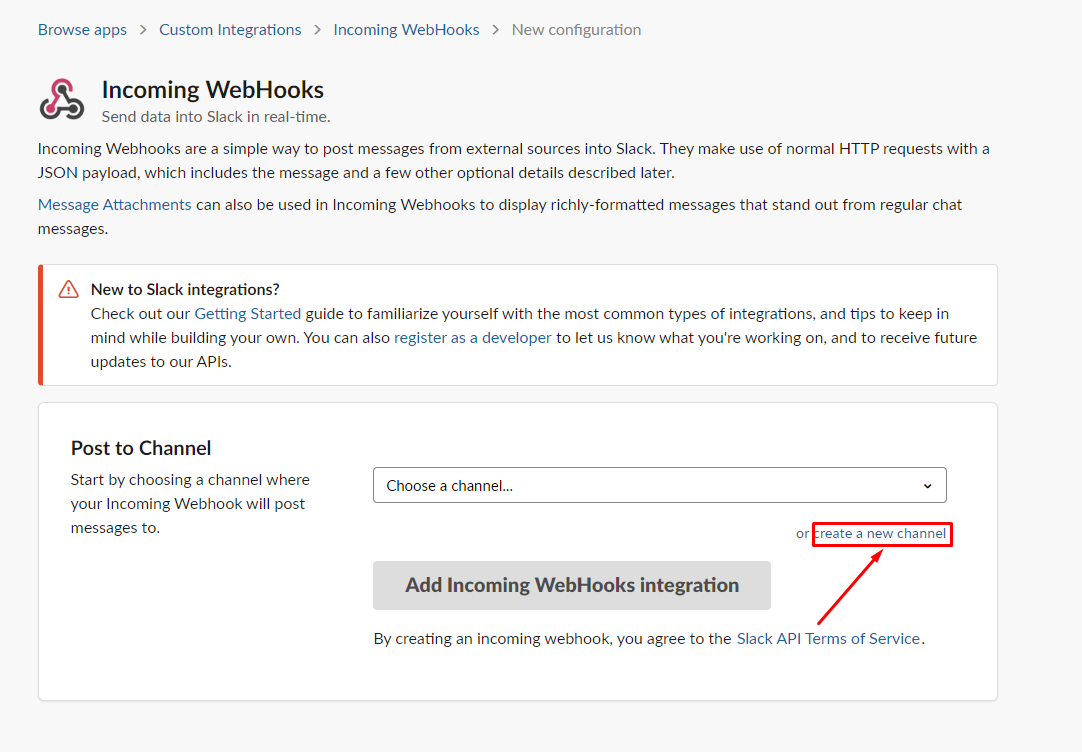 Browse apps > Custom Integrations > Incoming WebHooks > New configuration
Incoming WebHooks
Send data into Slack in real-time.
Incoming Webhooks are a simple way to post messages from external sources into Slack. They make use of normal HTTP requests with a
JSON payload, which includes the message and a few other optional details described later.
Message Attachments can also be used in Incoming Webhooks to display richly-formatted messages that stand out from regular chat
messages.
New to Slack integrations?
Check out our Getting Started guide to familiarize yourself with the most common types of integrations, and tips to keep in
mind while building your own. You can also register as a developer to let us know what you're working on, and to receive future
updates to our APIs.
Post to Channel
Start by choosing a channel where
your Incoming Webhook will post
messages to.
Choose a channel...
or create a new channel
Add Incoming WebHooks integration
By creating an incoming webhook, you agree to the Slack API Terms of Service.